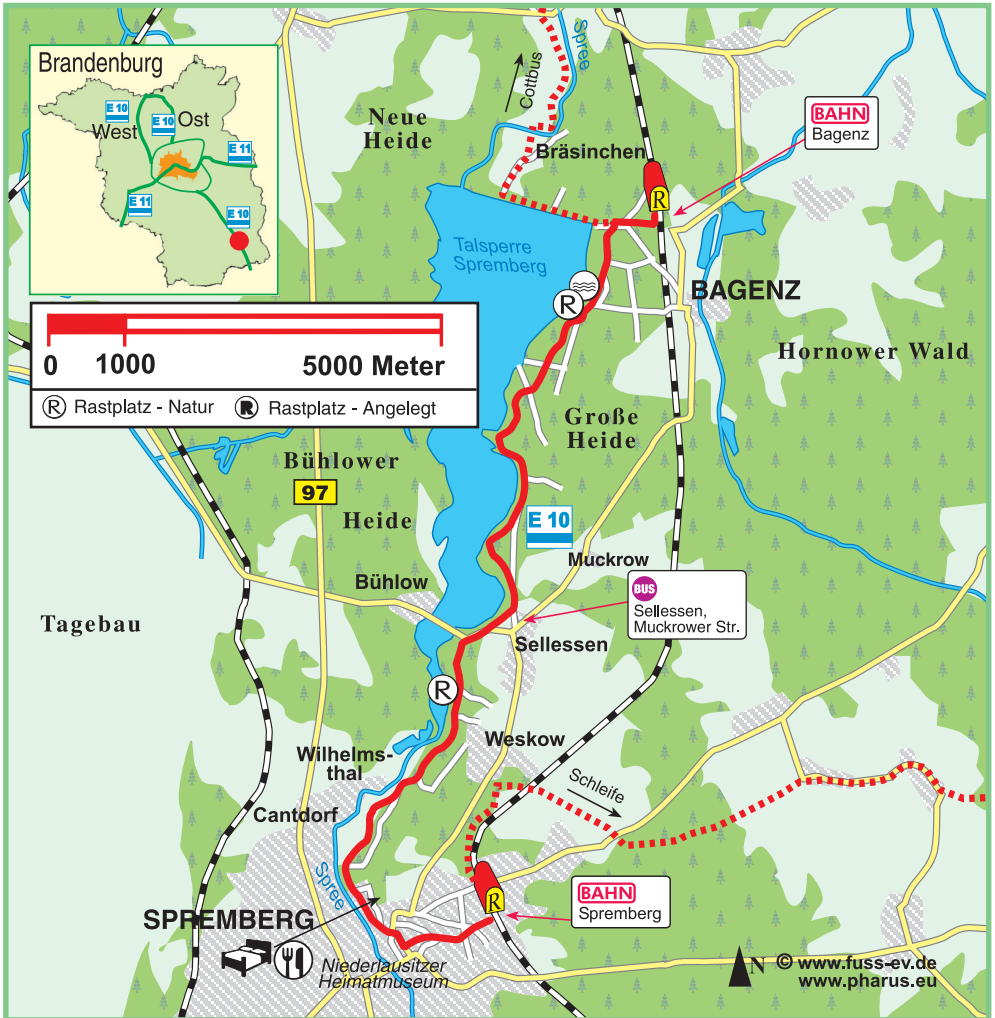 Brandenburg
E 10
West
E 10
Ost
E 11
E 11
E 10
Spree
Cottbus
Neue
Heide
Bräsinchen
BAHN
Bagenz
R
Talsperre
Spremberg
R
BAGENZ
Hornower Wald
0 1000 5000 Meter
R Rastplatz - Natur R Rastplatz - Angelegt
Große
Heide
Bühlower
97
Heide
E 10
Muckrow
Bühlow
BUS
Sellessen,
Muckrower Str.
Tagebau
Sellessen
R
Weskow
Wilhelms-
thal
Schleife
Cantdorf
Spree
R
BAHN
Spremberg
SPREMBERG
Niederlausitzer
Heimatmuseum
N © www.fuss-ev.de
www.pharus.eu